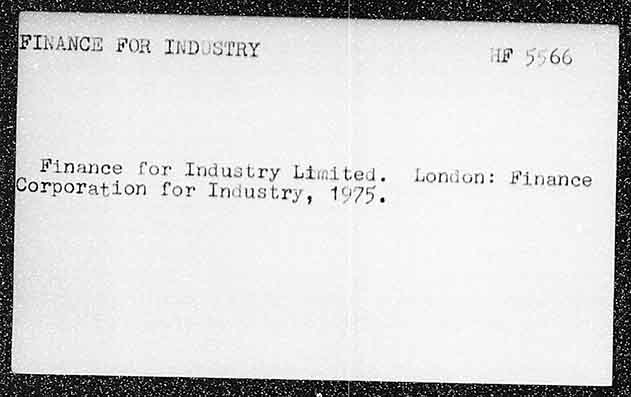 FINANCE FOR INDUSTRY
HF 5566
Finance for Industry Limited. London: Finance
Corporation for Industry, 1975.